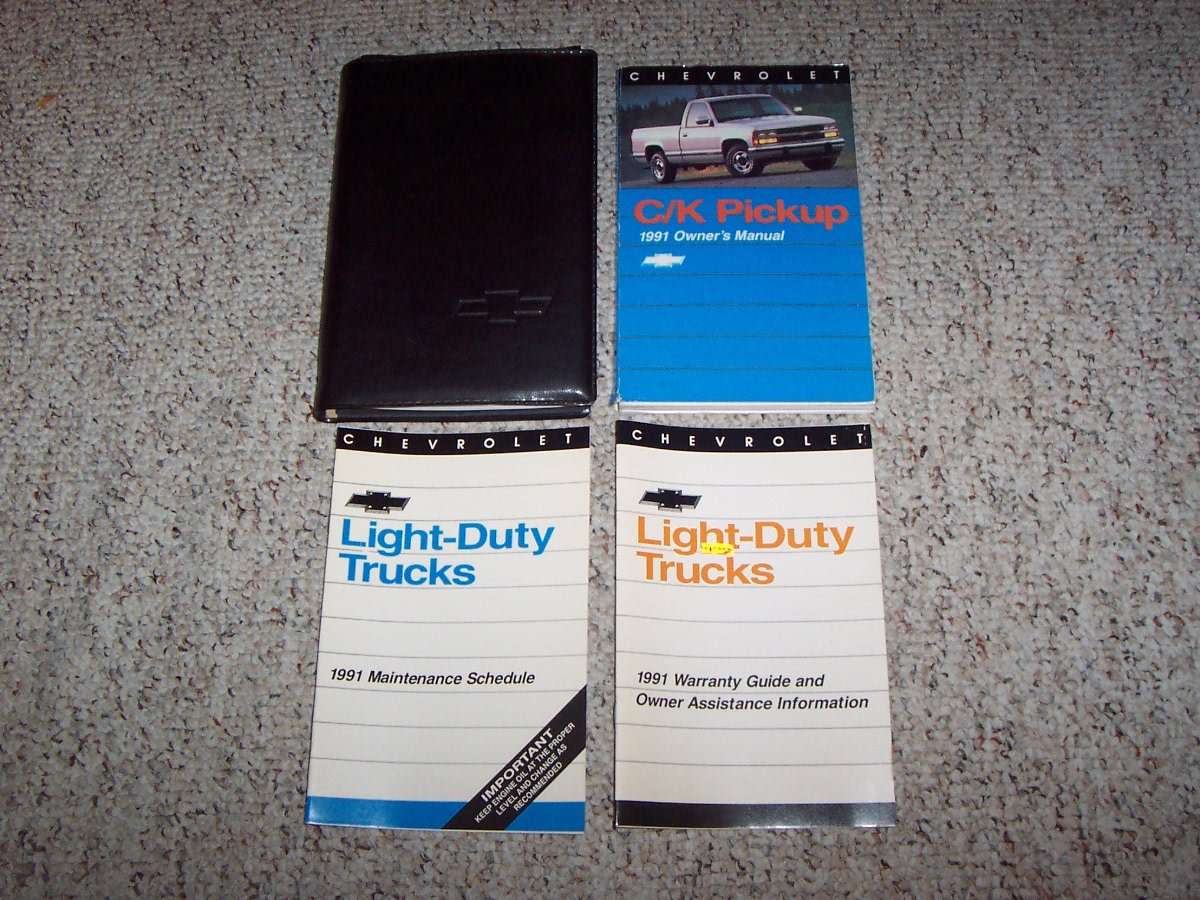 CHEVROLET
C/K Pickup
1991 Owner's Manual
CHEVROLET
Light-Duty
Trucks
1991 Maintenance Schedule
IMPORTANT
KEEP ENGINE OIL AT THE PROPER
LEVEL AND CHANGE AS
RECOMMENDED
CHEVROLET
Light-Duty
Trucks
1991 Warranty Guide and
Owner Assistance Information